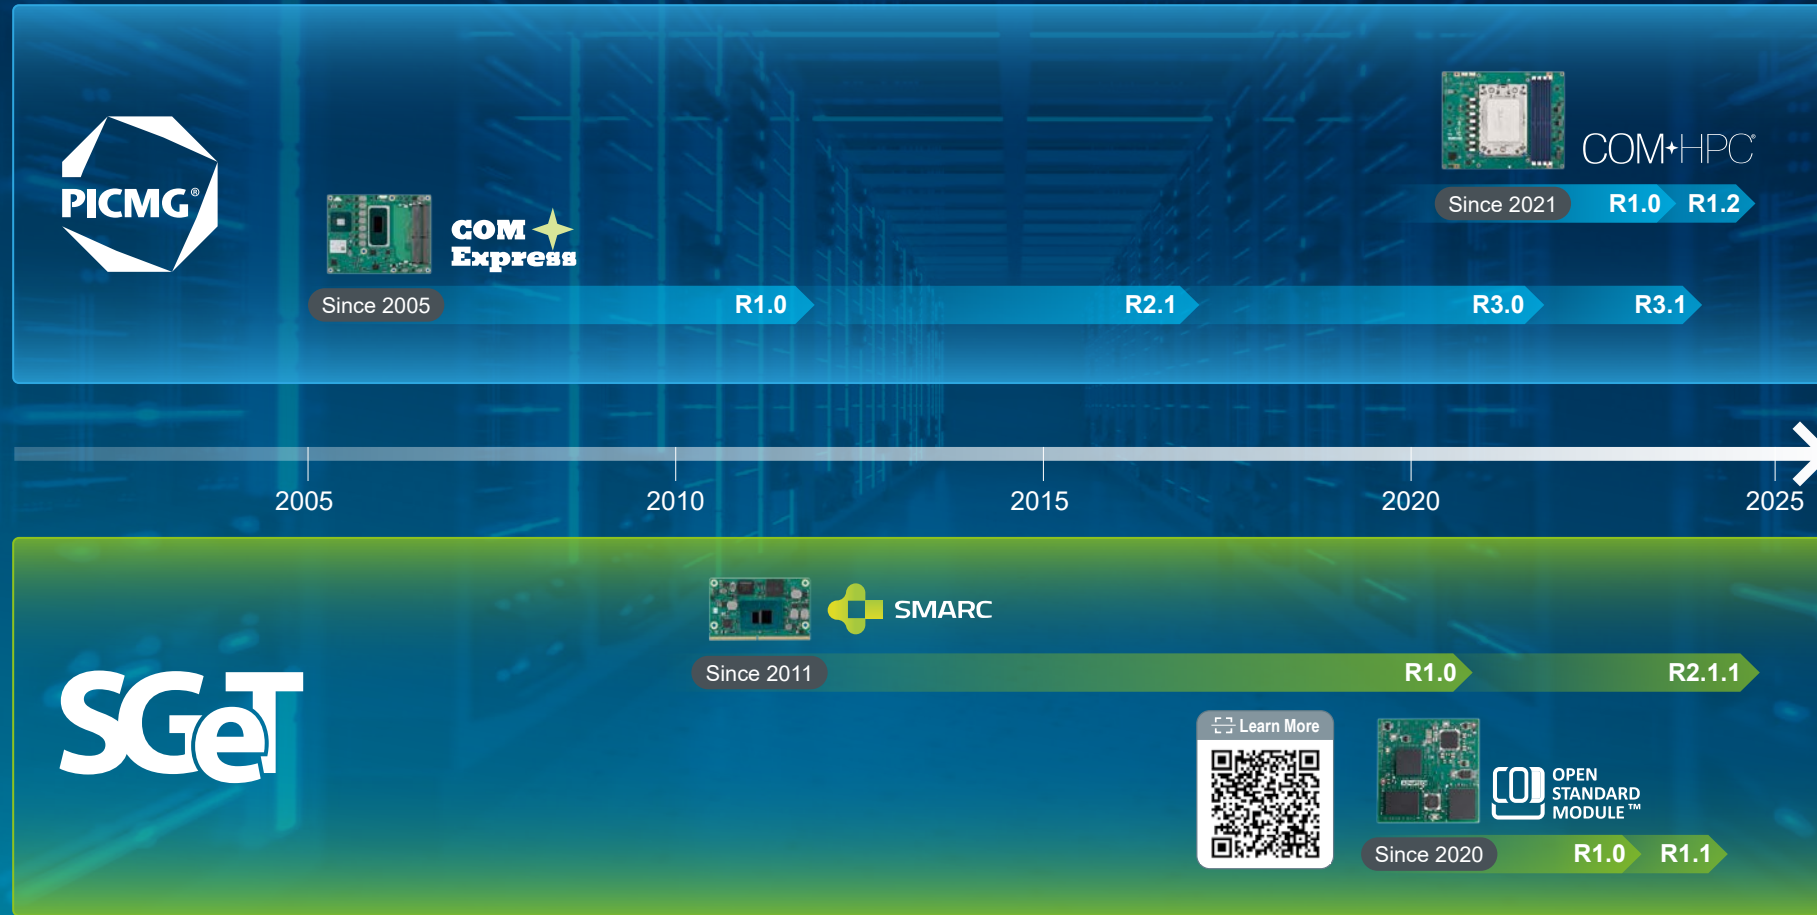 PICMG®
COM
Express
Since 2005
R1.0
R2.1
R3.0
R3.1
COM+HPC®
Since 2021
R1.0
R1.2
2005
2010
2015
2020
2025
SGeT
SMARC
Since 2011
R1.0
R2.1.1
Learn More
OPEN
STANDARD
MODULE™
Since 2020
R1.0
R1.1